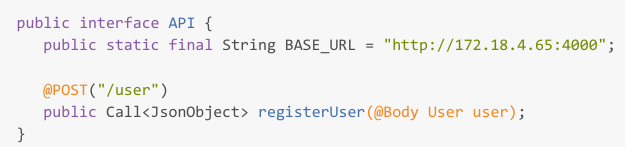 public interface API {
public static final String BASE_URL = "http://172.18.4.65:4000";
@POST("/user")
public Call<JsonObject> registerUser(@Body User user);
}